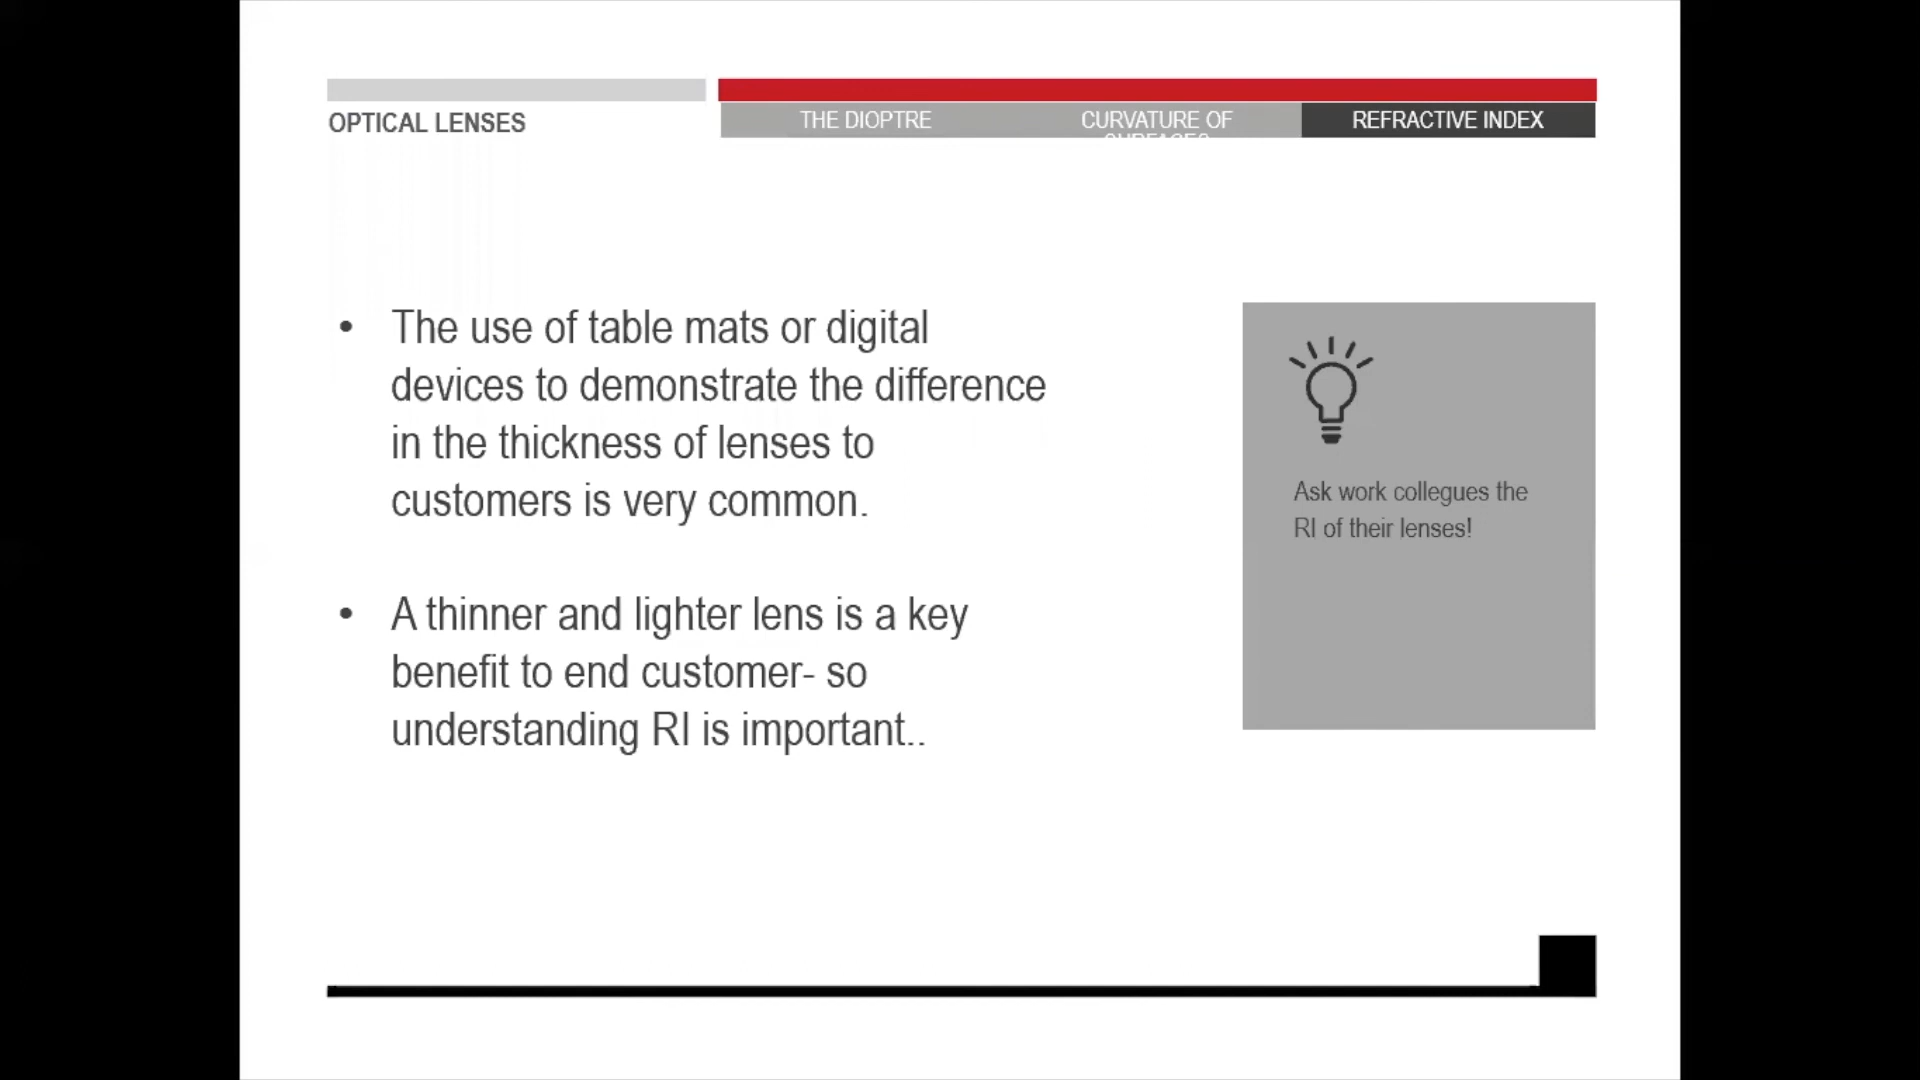 OPTICAL LENSES
THE DIOPTRE
CURVATURE OF
REFRACTIVE INDEX
• The use of table mats or digital
devices to demonstrate the difference
in the thickness of lenses to
customers is very common.
• A thinner and lighter lens is a key
benefit to end customer- so
understanding RI is important..
Ask work collegues the
RI of their lenses!